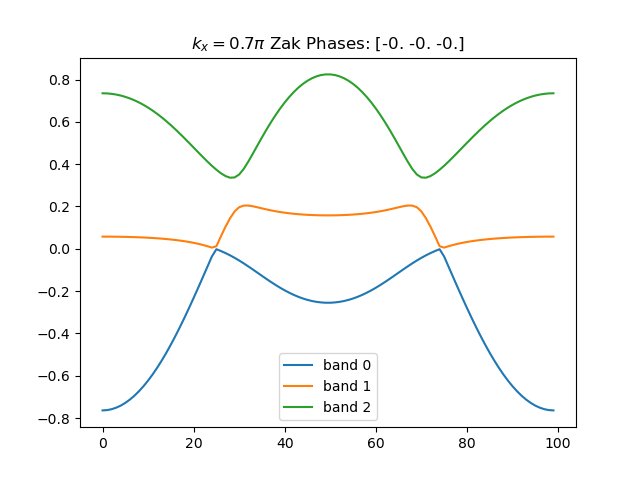 $k_x = 0.7\pi$ Zak Phases: [-0. -0. -0.]
0.8
0.6
0.4
0.2
0.0
−0.2
−0.4
−0.6
−0.8
band 0
band 1
band 2
0 20 40 60 80 100